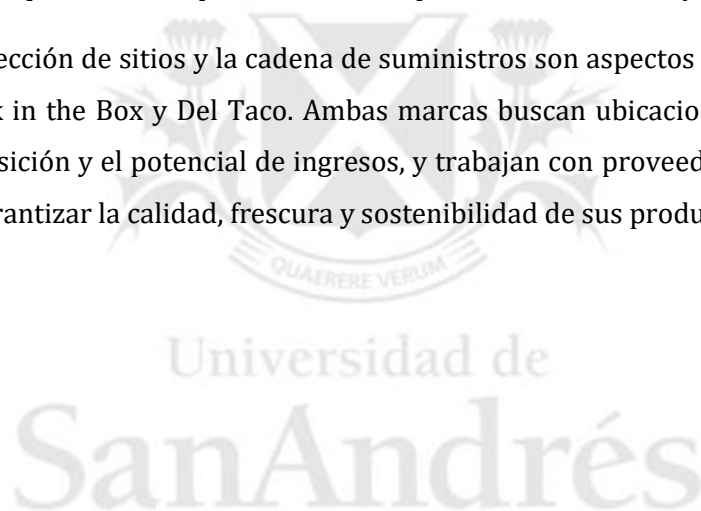 ección de sitios y la cadena de suministros son aspectos
in the Box y Del Taco. Ambas marcas buscan ubicacion
sición y el potencial de ingresos, y trabajan con proveed
rantizar la calidad, frescura y sostenibilidad de sus produ
QUAERERE VERUM
Universidad de
SanAndrés